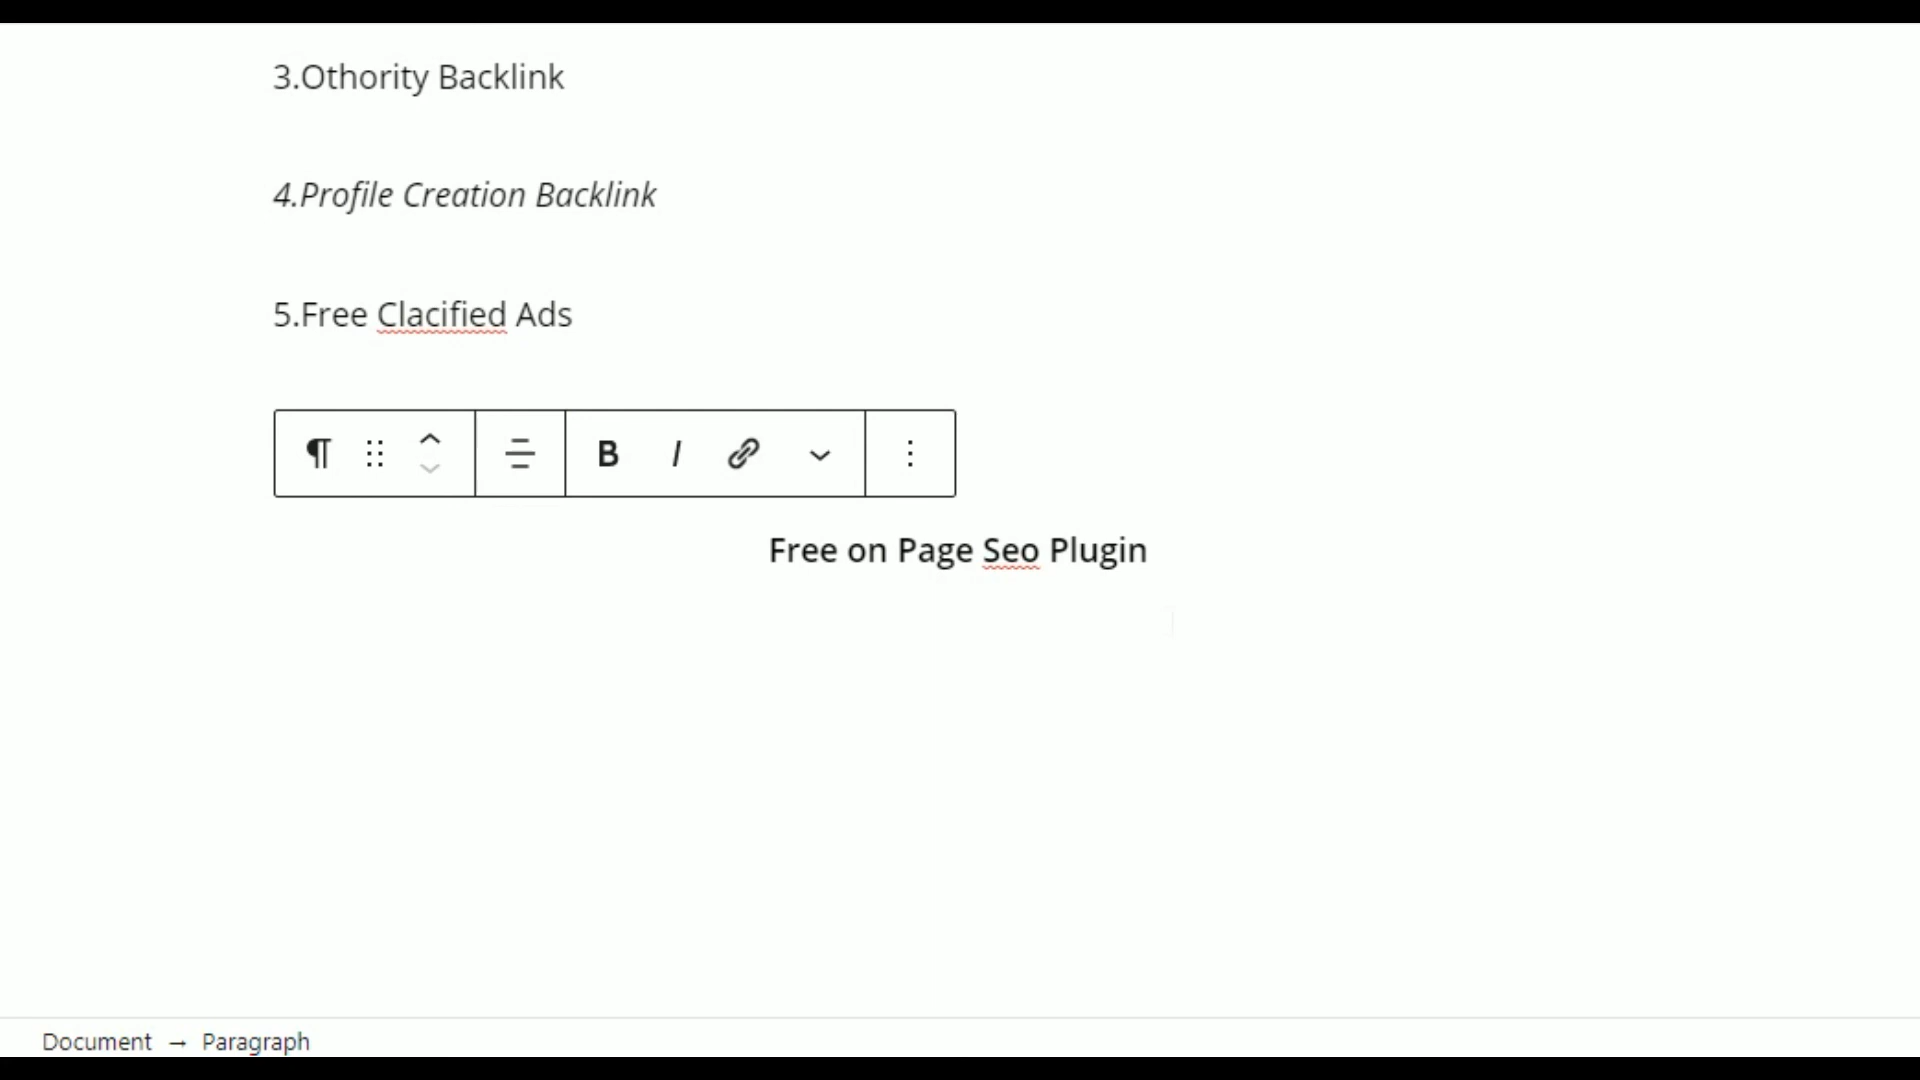 3.Othority Backlink
4.Profile Creation Backlink
5.Free Clacified Ads
B I
Free on Page Seo Plugin
Document → Paragraph